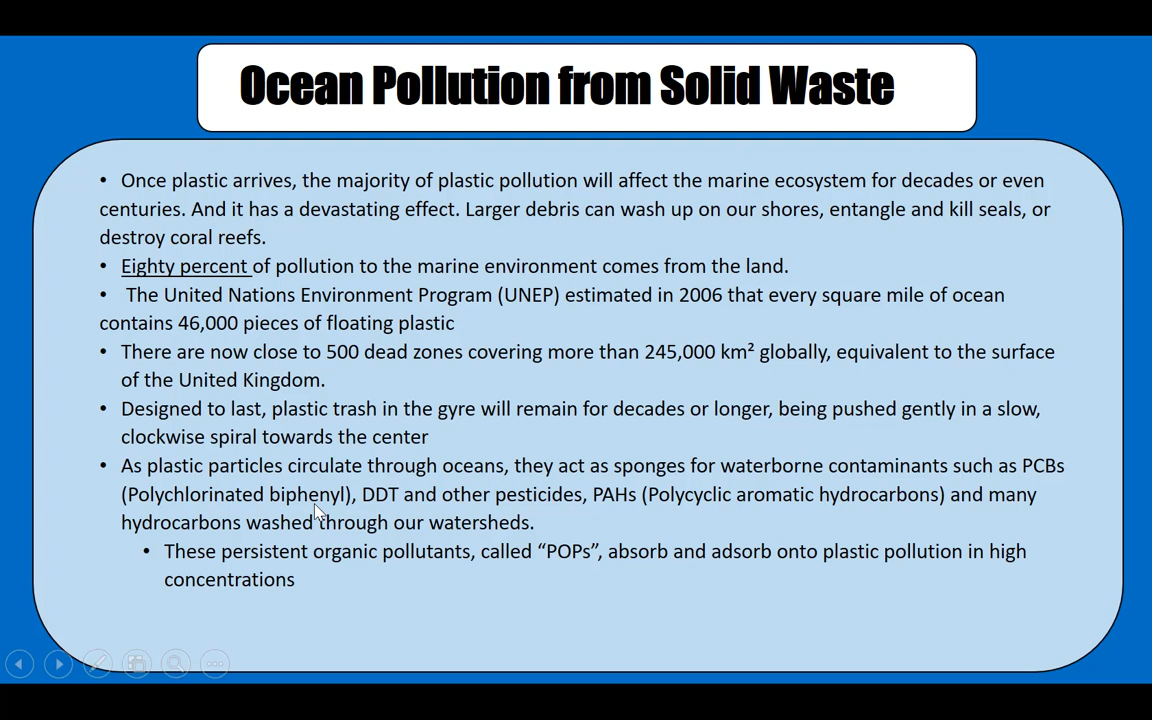 Ocean Pollution from Solid Waste
• Once plastic arrives, the majority of plastic pollution will affect the marine ecosystem for decades or even
centuries. And it has a devastating effect. Larger debris can wash up on our shores, entangle and kill seals, or
destroy coral reefs.
• Eighty percent of pollution to the marine environment comes from the land.
• The United Nations Environment Program (UNEP) estimated in 2006 that every square mile of ocean
contains 46,000 pieces of floating plastic
• There are now close to 500 dead zones covering more than 245,000 km² globally, equivalent to the surface
of the United Kingdom.
• Designed to last, plastic trash in the gyre will remain for decades or longer, being pushed gently in a slow,
clockwise spiral towards the center
• As plastic particles circulate through oceans, they act as sponges for waterborne contaminants such as PCBs
(Polychlorinated biphenyl), DDT and other pesticides, PAHs (Polycyclic aromatic hydrocarbons) and many
hydrocarbons washed through our watersheds.
• These persistent organic pollutants, called “POPs”, absorb and adsorb onto plastic pollution in high
concentrations